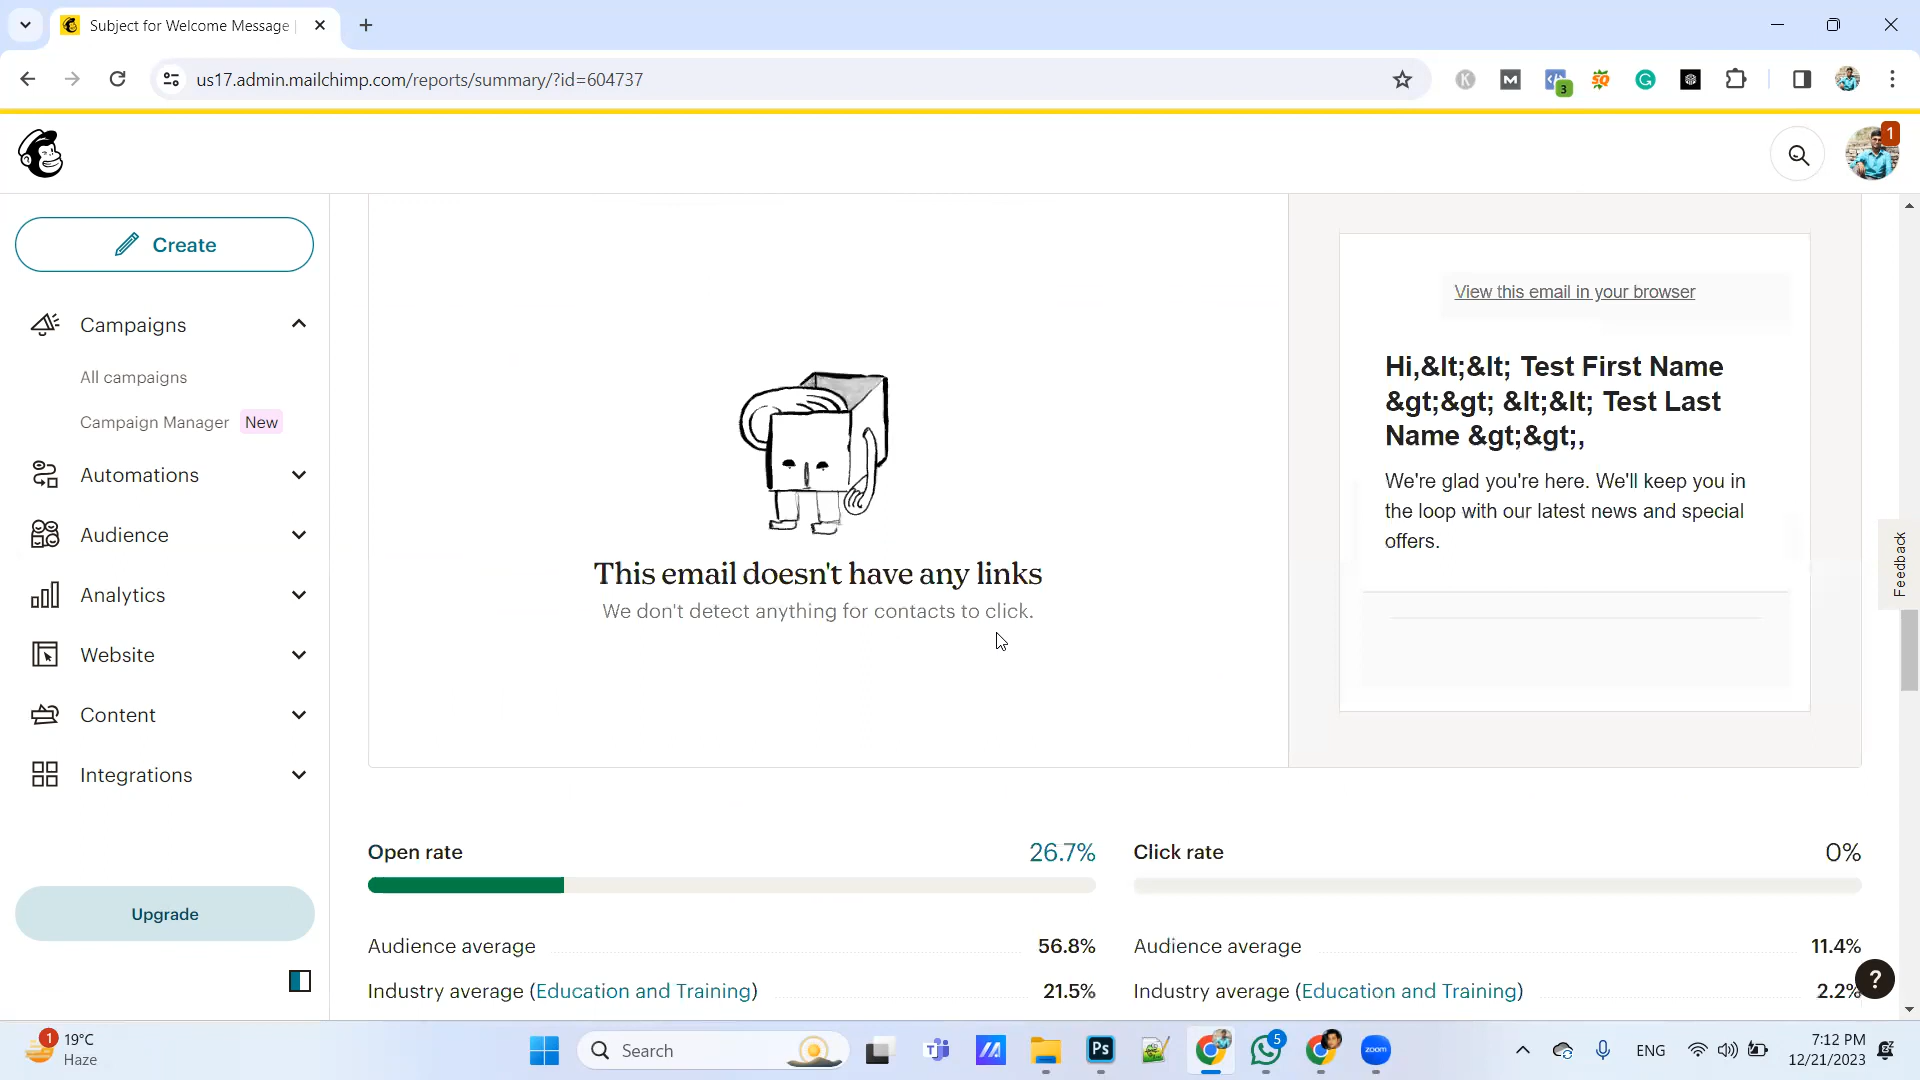 Subject for Welcome Message |
us17.admin.mailchimp.com/reports/summary/?id=604737
3
1
Create
Campaigns
All campaigns
Campaign Manager New
Automations
Audience
Analytics
Website
Content
Integrations
Upgrade
This email doesn't have any links
We don't detect anything for contacts to click.
View this email in your browser
Hi,&lt;&lt; Test First Name
&gt;&gt; &lt;&lt; Test Last
Name &gt;&gt;,
We're glad you're here. We'll keep you in
the loop with our latest news and special
offers.
Feedback
Open rate 26.7%
Audience average 56.8%
Industry average (Education and Training) 21.5%
Click rate 0%
Audience average 11.4%
Industry average (Education and Training) 2.2%
?
1
19°C
Haze
Search
Ps
5
zoom
ENG
7:12 PM
12/21/2023